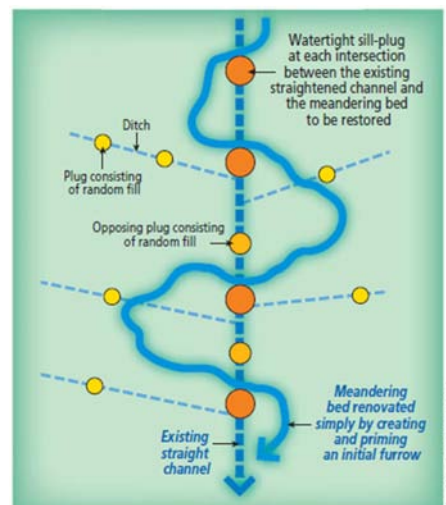 Watertight sill-plug
at each intersection
between the existing
straightened channel and
the meandering bed
to be restored
Ditch
Plug consisting
of random fill
Opposing plug consisting
of random fill
Existing
straight
channel
Meandering
bed renovated
simply by creating
and priming
an initial furrow